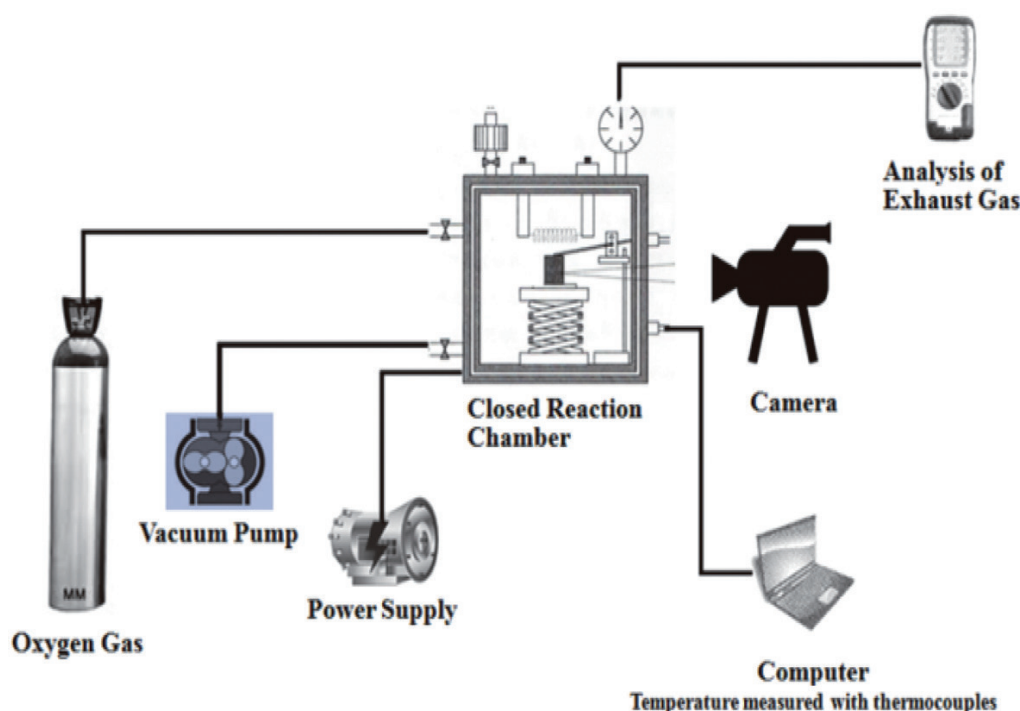 Analysis of
Exhaust Gas
Closed Reaction
Chamber
Camera
Vacuum Pump
MM
Power Supply
Oxygen Gas
Computer
Temperature measured with thermocouples